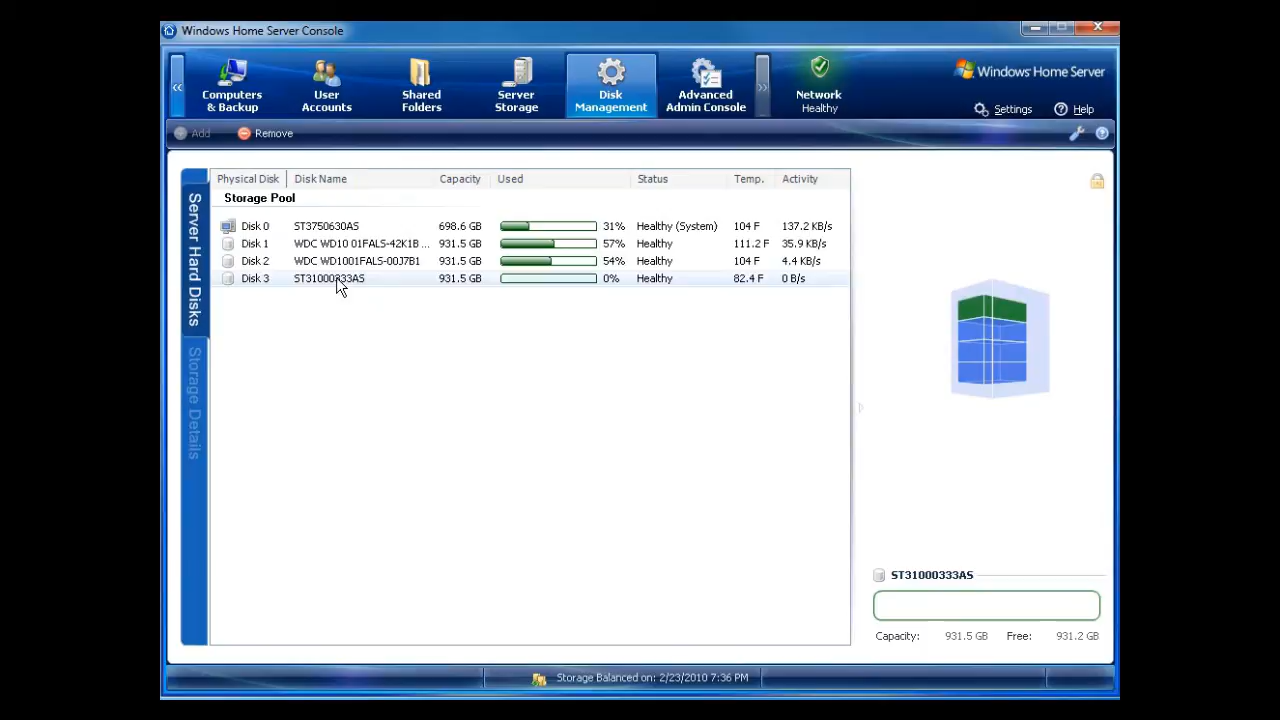 Windows Home Server Console
Computers & Backup
User Accounts
Shared Folders
Server Storage
Disk Management
Advanced Admin Console
Network
Healthy
Windows Home Server
Settings
Help
Add
Remove
Server Hard Disks
Storage Details
Physical Disk Disk Name Capacity Used Status Temp. Activity
Storage Pool
Disk 0 ST3750630AS 698.6 GB 31% Healthy (System) 104 F 137.2 KB/s
Disk 1 WDC WD10 01FALS-42K1B ... 931.5 GB 57% Healthy 111.2 F 35.9 KB/s
Disk 2 WDC WD1001FALS-00J7B1 931.5 GB 54% Healthy 104 F 4.4 KB/s
Disk 3 ST31000333AS 931.5 GB 0% Healthy 82.4 F 0 B/s
ST31000333AS
Capacity: 931.5 GB Free: 931.2 GB
Storage Balanced on: 2/23/2010 7:36 PM